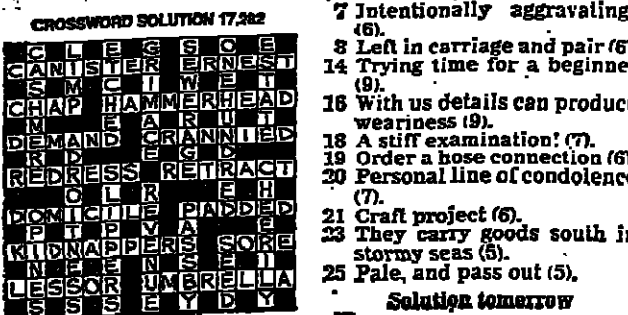 CROSSWORD SOLUTION 17,282
C L E G S O E
CANISTER ERNEST
S M C I W E T
CHAP HAMMERHEAD
M E A R U T
DEMAND CRANNIED
R D E G D
REDRESS RETRACT
O L R E H
DOMICILE PADDED
P T P V A E
KIDNAPPERS SORE
N E E N S E I L
LESSOR UMBRELLA
S S S E Y D Y
7 Intentionally aggravating
(6).
8 Left in carriage and pair (6
14 Trying time for a beginne
(9).
16 With us details can produc
weariness (9).
18 A stiff examination! (7).
19 Order a hose connection (6
20 Personal line of condolenc
(7).
21 Craft project (6).
23 They carry goods south in
stormy seas (5).
25 Pale, and pass out (5).
Solution tomorrow